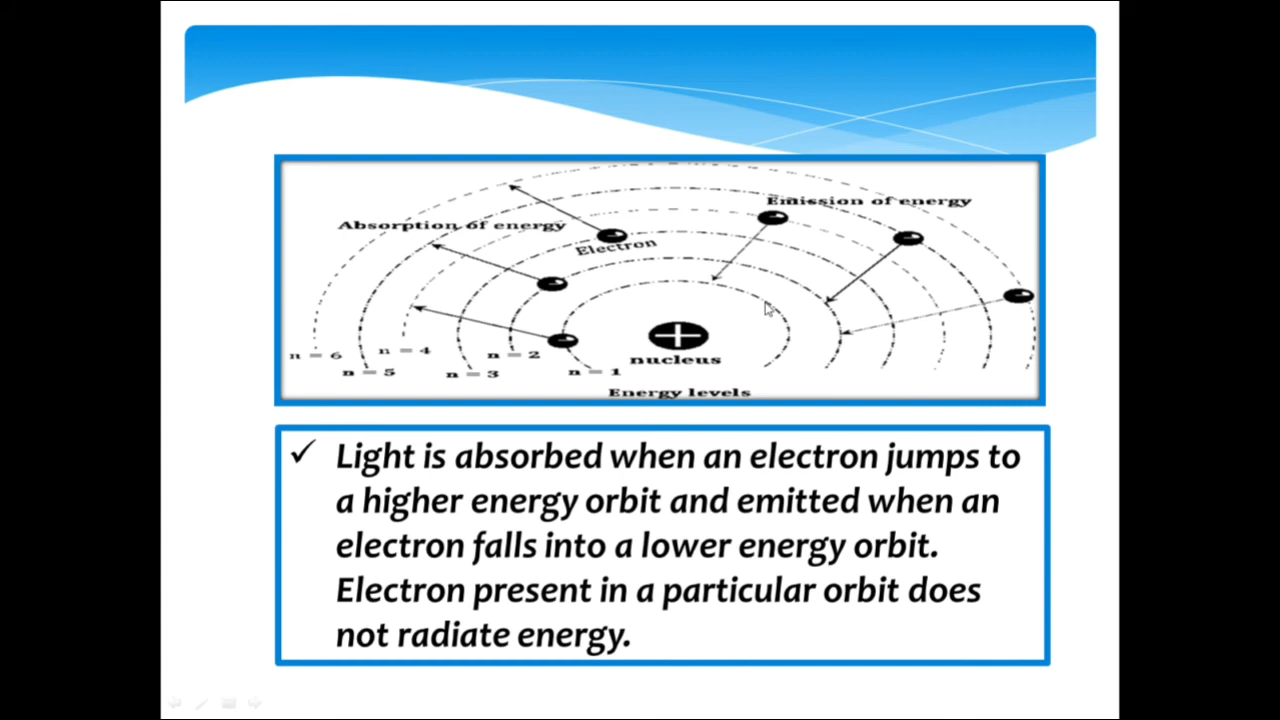 Emission of energy
Absorption of energy
Electron
n = 6
n = 5
n = 4
n = 3
n = 2
n = 1
nucleus
Energy levels
✓ Light is absorbed when an electron jumps to
a higher energy orbit and emitted when an
electron falls into a lower energy orbit.
Electron present in a particular orbit does
not radiate energy.